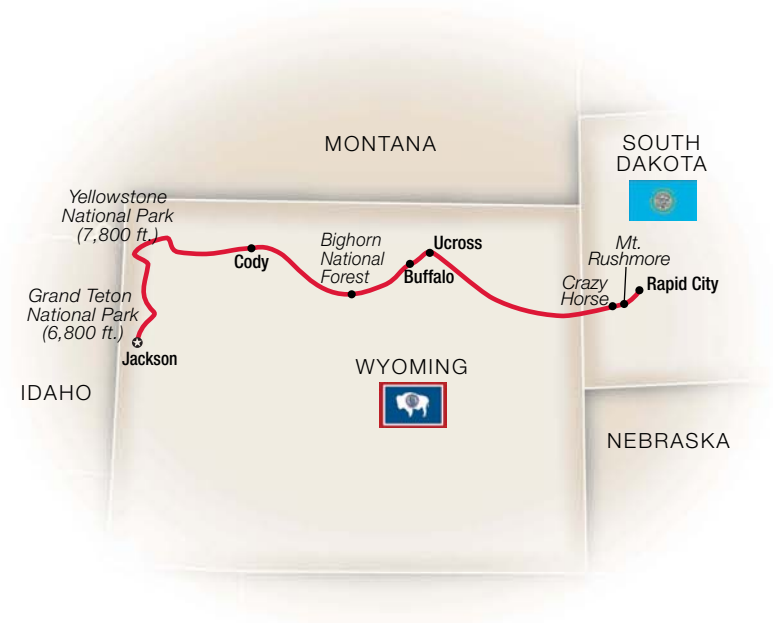 MONTANA
SOUTH
DAKOTA
Yellowstone
National Park
(7,800 ft.)
Cody
Bighorn
National
Forest
Ucross
Buffalo
Mt.
Rushmore
Crazy
Horse
Rapid City
Grand Teton
National Park
(6,800 ft.)
Jackson
WYOMING
IDAHO
NEBRASKA